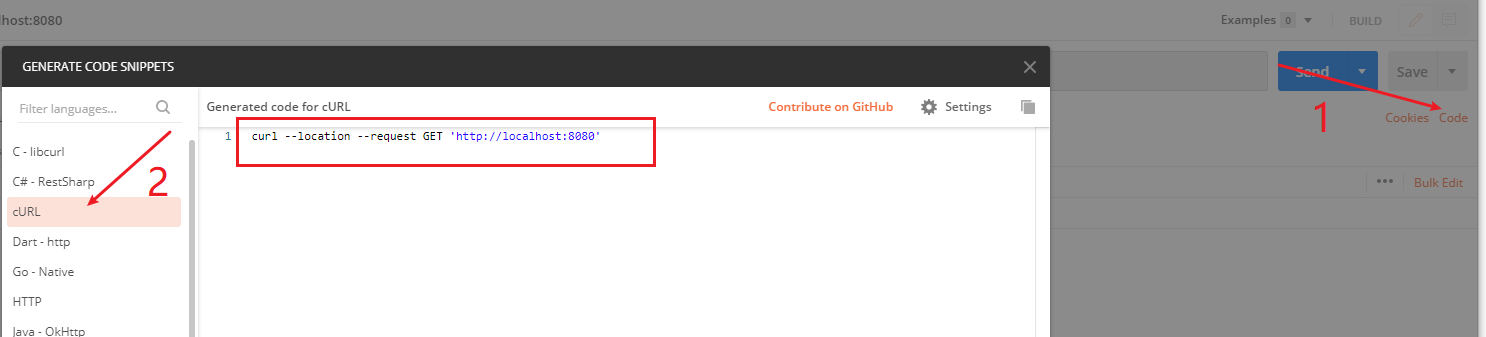 lhost:8080
Examples 0
BUILD
GENERATE CODE SNIPPETS
Send
Save
Filter languages...
Generated code for cURL
Contribute on GitHub
Settings
1
Cookies Code
1 curl --location --request GET 'http://localhost:8080'
C - libcurl
2
C# - RestSharp
Bulk Edit
cURL
Dart - http
Go - Native
HTTP
Java - OkHttp